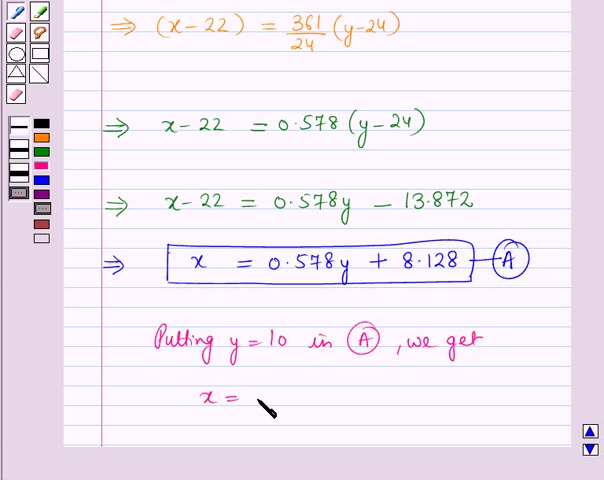 ⇒ (x - 22) = 361/24 (y - 24)
⇒ x - 22 = 0.578 (y - 24)
⇒ x - 22 = 0.578y - 13.872
⇒ x = 0.578y + 8.128 — A
Putting y = 10 in A, we get
x =